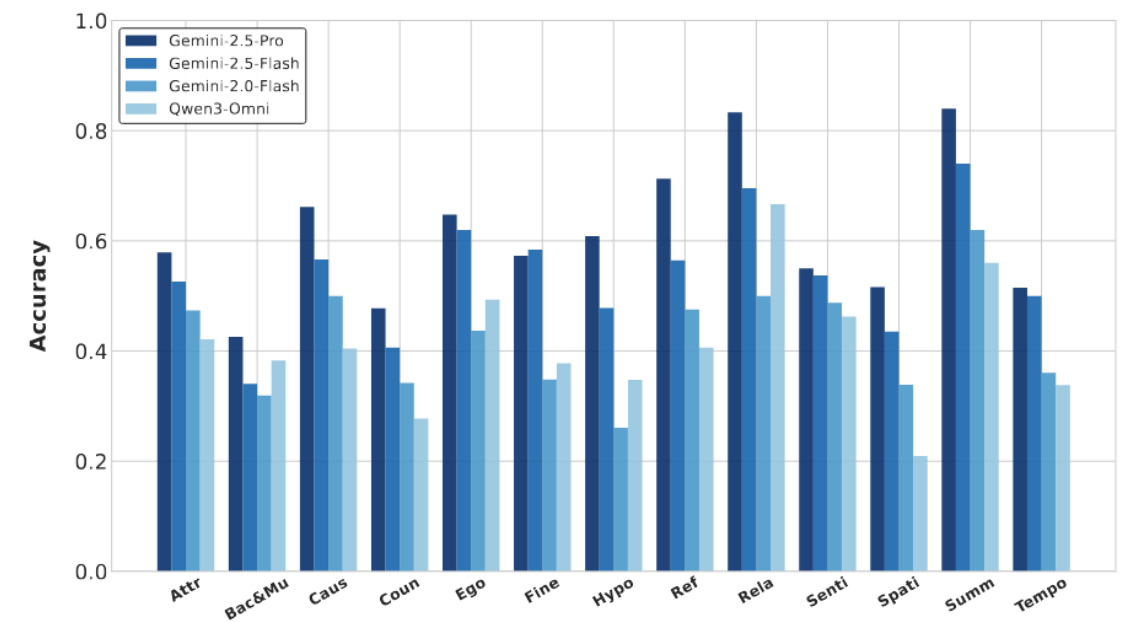 1.0
0.8
0.6
0.4
0.2
0.0
Accuracy
Gemini-2.5-Pro
Gemini-2.5-Flash
Gemini-2.0-Flash
Qwen3-Omni
Attr
Bac&Mu
Caus
Coun
Ego
Fine
Hypo
Ref
Rela
Senti
Spati
Summ
Tempo